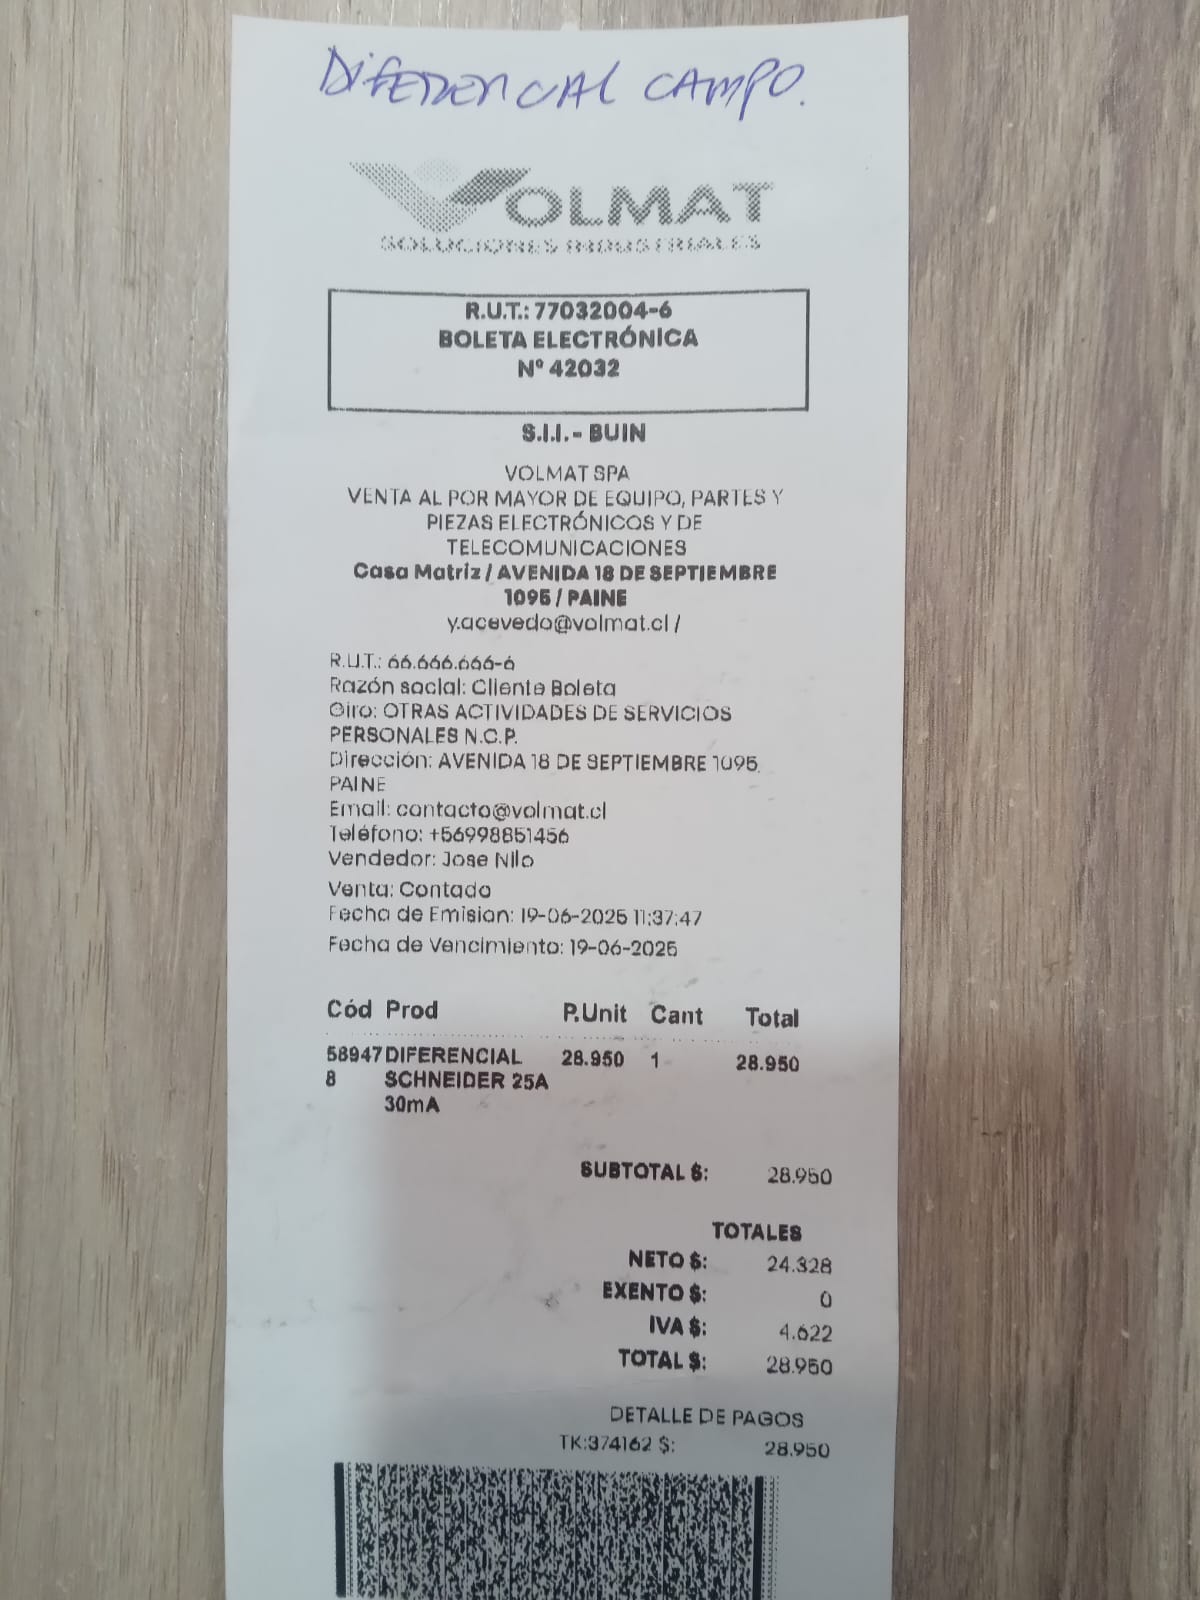 DIFERENCIAL CAMPO.
VOLMAT
SOLUCIONES INDUSTRIALES
R.U.T.: 77032004-6
BOLETA ELECTRÓNICA
Nº 42032
S.I.I. - BUIN
VOLMAT SPA
VENTA AL POR MAYOR DE EQUIPO, PARTES Y
PIEZAS ELECTRÓNICOS Y DE
TELECOMUNICACIONES
Casa Matriz / AVENIDA 18 DE SEPTIEMBRE
1095 / PAINE
y.acevedo@volmat.cl /
R.U.T.: 66.666.666-6
Razón social: Cliente Boleta
Giro: OTRAS ACTIVIDADES DE SERVICIOS
PERSONALES N.C.P.
Dirección: AVENIDA 18 DE SEPTIEMBRE 1095,
PAINE
Email: contacto@volmat.cl
Teléfono: +56998851456
Vendedor: Jose Nilo
Venta: Contado
Fecha de Emision: 19-06-2025 11:37:47
Fecha de Vencimiento: 19-06-2025
Cód Prod P.Unit Cant Total
58947 DIFERENCIAL 28.950 1 28.950
8 SCHNEIDER 25A
30mA
SUBTOTAL $: 28.950
TOTALES
NETO $: 24.328
EXENTO $: 0
IVA $: 4.622
TOTAL $: 28.950
DETALLE DE PAGOS
TK:374162 $: 28.950